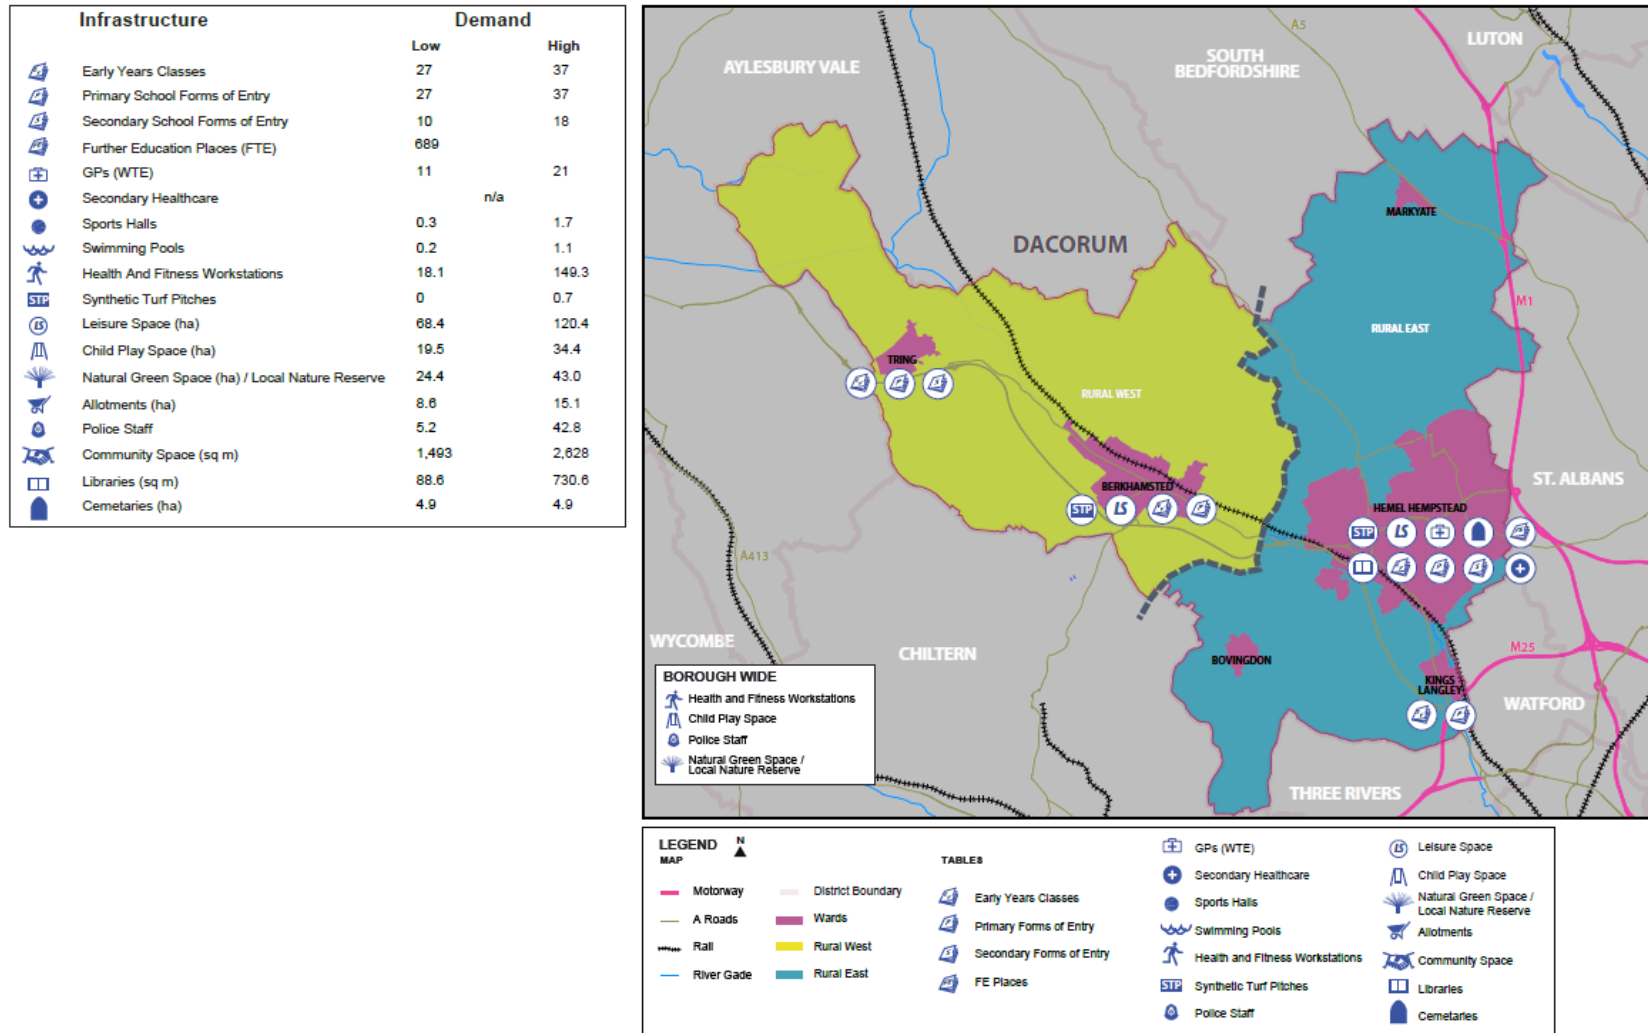 Infrastructure Demand
Low High
Early Years Classes 27 37
Primary School Forms of Entry 27 37
Secondary School Forms of Entry 10 18
Further Education Places (FTE) 689
GPs (WTE) 11 21
Secondary Healthcare n/a
Sports Halls 0.3 1.7
Swimming Pools 0.2 1.1
Health And Fitness Workstations 18.1 149.3
STP Synthetic Turf Pitches 0 0.7
LS Leisure Space (ha) 68.4 120.4
Child Play Space (ha) 19.5 34.4
Natural Green Space (ha) / Local Nature Reserve 24.4 43.0
Allotments (ha) 8.6 15.1
Police Staff 5.2 42.8
Community Space (sq m) 1,493 2,628
Libraries (sq m) 88.6 730.6
Cemetaries (ha) 4.9 4.9
A5
LUTON
AYLESBURY VALE
SOUTH
BEDFORDSHIRE
MARKYATE
DACORUM
M1
RURAL EAST
TRING
RURAL WEST
ST. ALBANS
BERKHAMSTED
STP LS
HEMEL HEMPSTEAD
STP LS
A413
WYCOMBE
CHILTERN
BOVINGDON
M25
KINGS
LANGLEY
WATFORD
THREE RIVERS
BOROUGH WIDE
Health and Fitness Workstations
Child Play Space
Police Staff
Natural Green Space /
Local Nature Reserve
LEGEND N
MAP
Motorway
A Roads
Rail
River Gade
District Boundary
Wards
Rural West
Rural East
TABLES
Early Years Classes
Primary Forms of Entry
Secondary Forms of Entry
FE Places
GPs (WTE)
Secondary Healthcare
Sports Halls
Swimming Pools
Health and Fitness Workstations
STP Synthetic Turf Pitches
Police Staff
LS Leisure Space
Child Play Space
Natural Green Space /
Local Nature Reserve
Allotments
Community Space
Libraries
Cemetaries